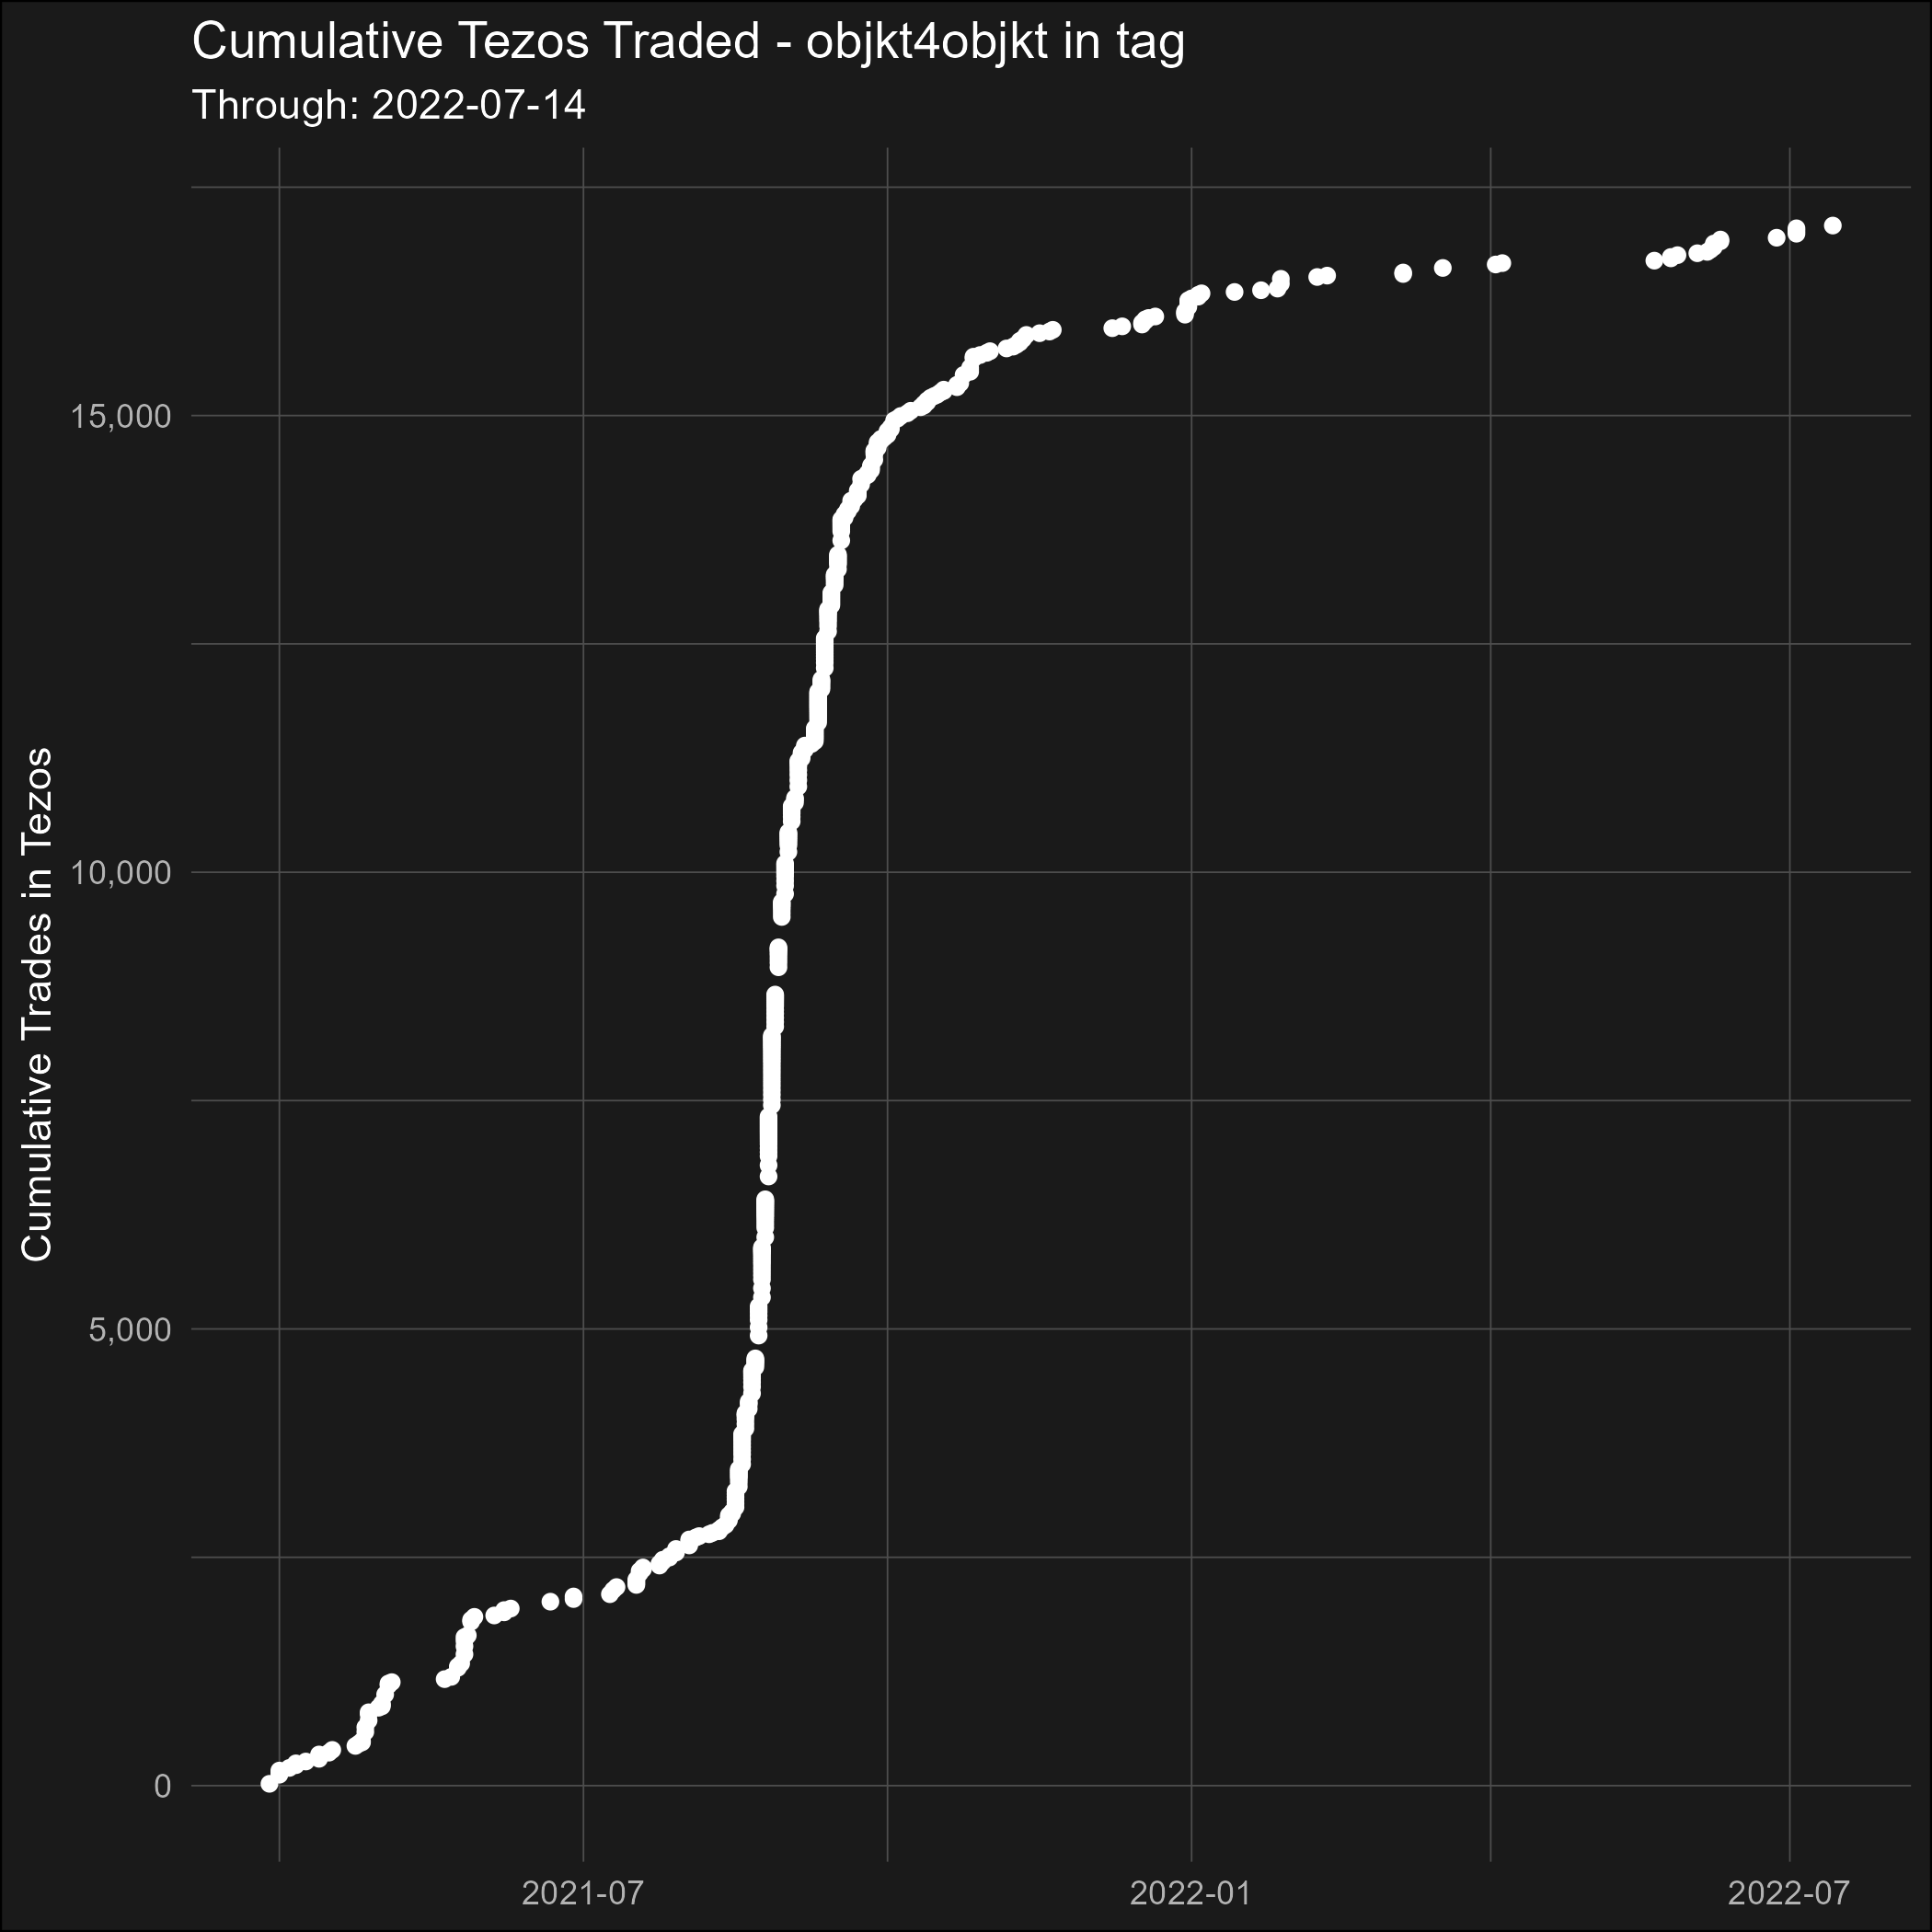 Cumulative Tezos Traded - objkt4objkt in tag
Through: 2022-07-14
Cumulative Trades in Tezos
15,000
10,000
5,000
0
2021-07
2022-01
2022-07